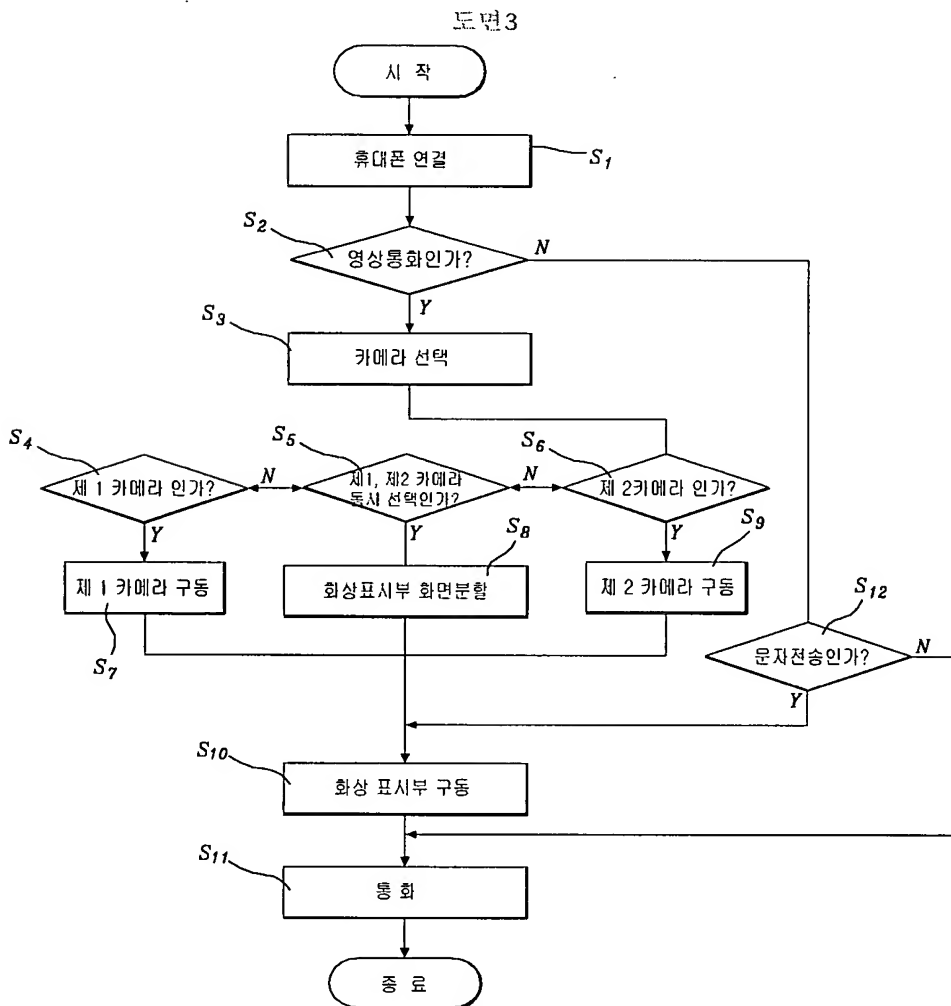 도면3
시 작
휴대폰 연결
S1
S2
영상통화인가?
N
Y
S3
카메라 선택
S4
제 1 카메라 인가?
N
S5
제1, 제2 카메라
동시 선택인가?
N
S6
제 2카메라 인가?
Y
Y
Y
제 1 카메라 구동
S7
화상표시부 화면분할
S8
제 2 카메라 구동
S9
S12
문자전송인가?
N
Y
S10
화상 표시부 구동
S11
통 화
종 료